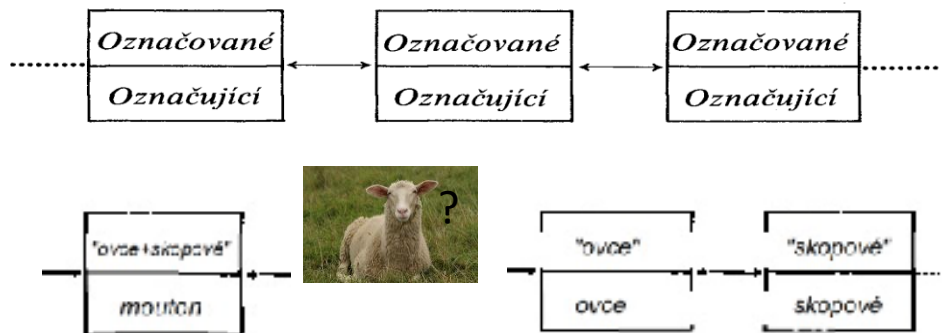 Označované Označované Označované
Označující Označující Označující
?
"ovce+skopové" "ovce" "skopové"
mouton ovce skopové